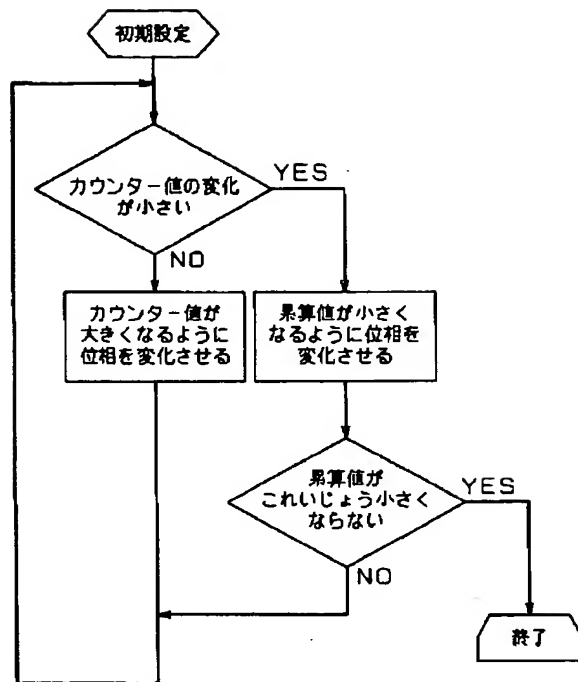 初期設定
カウンター値の変化
が小さい
YES
NO
カウンター値が
大きくなるように
位相を変化させる
累算値が小さく
なるように位相を
変化させる
累算値が
これいじょう小さく
ならない
YES
NO
終了